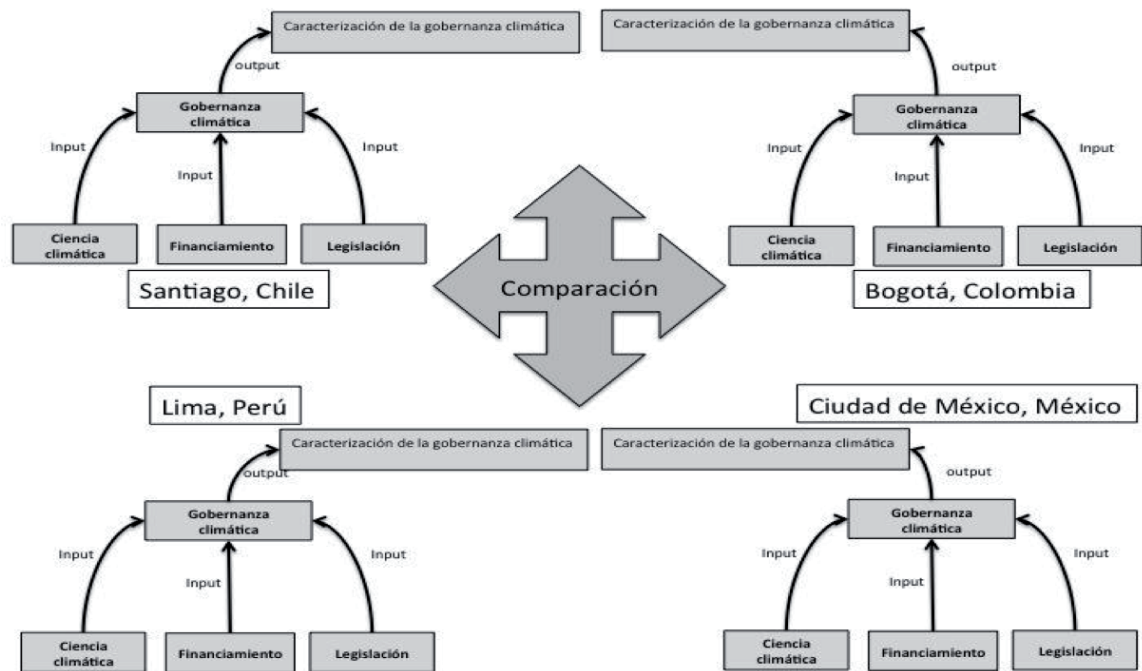 Caracterización de la gobernanza climática
output
Gobernanza
climática
Input
Input
Input
Ciencia
climática
Financiamiento
Legislación
Santiago, Chile
Caracterización de la gobernanza climática
output
Gobernanza
climática
Input
Input
Input
Ciencia
climática
Financiamiento
Legislación
Bogotá, Colombia
Comparación
Lima, Perú
Caracterización de la gobernanza climática
output
Gobernanza
climática
Input
Input
Input
Ciencia
climática
Financiamiento
Legislación
Ciudad de México, México
Caracterización de la gobernanza climática
output
Gobernanza
climática
Input
Input
Input
Ciencia
climática
Financiamiento
Legislación